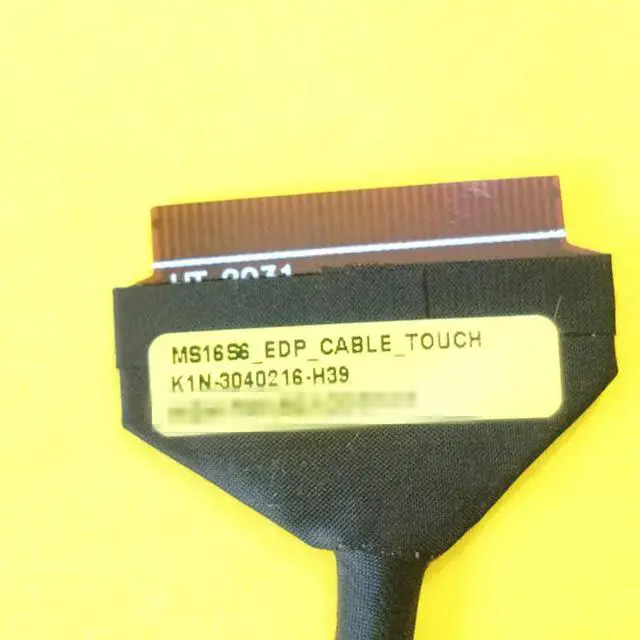 MS16S6_EDP_CABLE_TOUCH
K1N-3040216-H39